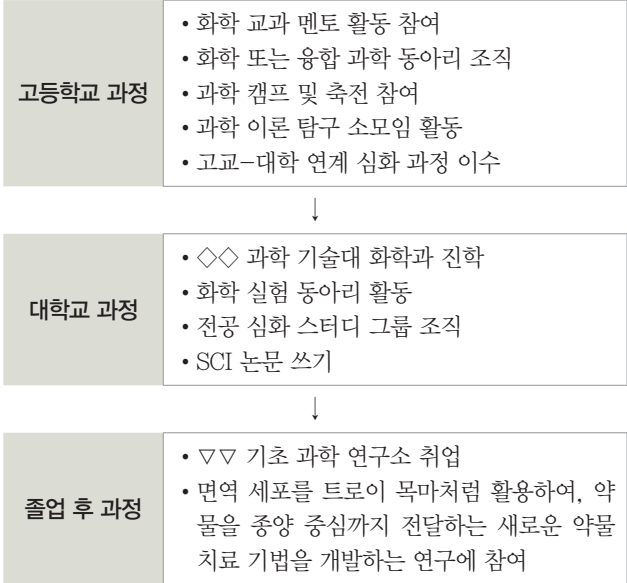 고등학교 과정
• 화학 교과 멘토 활동 참여
• 화학 또는 융합 과학 동아리 조직
• 과학 캠프 및 축전 참여
• 과학 이론 탐구 소모임 활동
• 고교-대학 연계 심화 과정 이수
↓
대학교 과정
• ◇◇ 과학 기술대 화학과 진학
• 화학 실험 동아리 활동
• 전공 심화 스터디 그룹 조직
• SCI 논문 쓰기
↓
졸업 후 과정
• ▽▽ 기초 과학 연구소 취업
• 면역 세포를 트로이 목마처럼 활용하여, 약
물을 종양 중심까지 전달하는 새로운 약물
치료 기법을 개발하는 연구에 참여